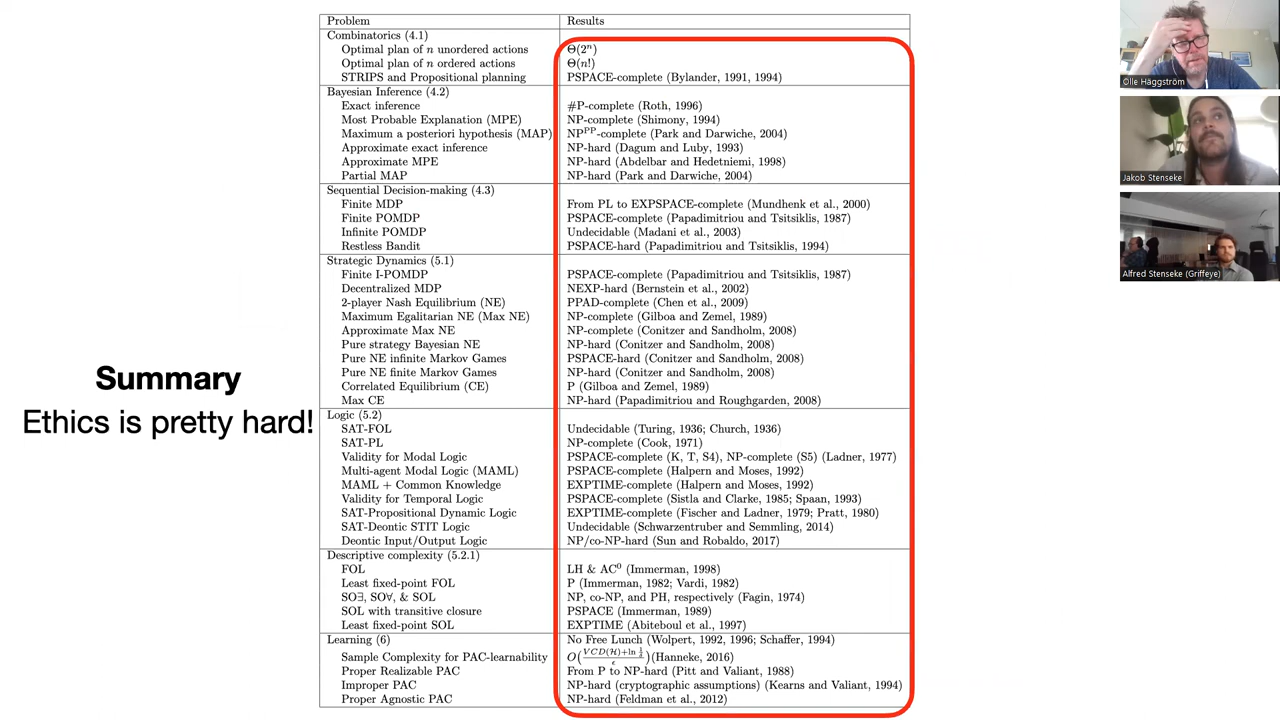 Summary
Ethics is pretty hard!
Problem Results
Combinatorics (4.1)
Optimal plan of n unordered actions Θ(2ⁿ)
Optimal plan of n ordered actions Θ(n!)
STRIPS and Propositional planning PSPACE-complete (Bylander, 1991, 1994)
Bayesian Inference (4.2)
Exact inference #P-complete (Roth, 1996)
Most Probable Explanation (MPE) NP-complete (Shimony, 1994)
Maximum a posteriori hypothesis (MAP) NPᴾᴾ-complete (Park and Darwiche, 2004)
Approximate exact inference NP-hard (Dagum and Luby, 1993)
Approximate MPE NP-hard (Abdelbar and Hedetniemi, 1998)
Partial MAP NP-hard (Park and Darwiche, 2004)
Sequential Decision-making (4.3)
Finite MDP From PL to EXPSPACE-complete (Mundhenk et al., 2000)
Finite POMDP PSPACE-complete (Papadimitriou and Tsitsiklis, 1987)
Infinite POMDP Undecidable (Madani et al., 2003)
Restless Bandit PSPACE-hard (Papadimitriou and Tsitsiklis, 1994)
Strategic Dynamics (5.1)
Finite I-POMDP PSPACE-complete (Papadimitriou and Tsitsiklis, 1987)
Decentralized MDP NEXP-hard (Bernstein et al., 2002)
2-player Nash Equilibrium (NE) PPAD-complete (Chen et al., 2009)
Maximum Egalitarian NE (Max NE) NP-complete (Gilboa and Zemel, 1989)
Approximate Max NE NP-complete (Conitzer and Sandholm, 2008)
Pure strategy Bayesian NE NP-hard (Conitzer and Sandholm, 2008)
Pure NE infinite Markov Games PSPACE-hard (Conitzer and Sandholm, 2008)
Pure NE finite Markov Games NP-hard (Conitzer and Sandholm, 2008)
Correlated Equilibrium (CE) P (Gilboa and Zemel, 1989)
Max CE NP-hard (Papadimitriou and Roughgarden, 2008)
Logic (5.2)
SAT-FOL Undecidable (Turing, 1936; Church, 1936)
SAT-PL NP-complete (Cook, 1971)
Validity for Modal Logic PSPACE-complete (K, T, S4), NP-complete (S5) (Ladner, 1977)
Multi-agent Modal Logic (MAML) PSPACE-complete (Halpern and Moses, 1992)
MAML + Common Knowledge EXPTIME-complete (Halpern and Moses, 1992)
Validity for Temporal Logic PSPACE-complete (Sistla and Clarke, 1985; Spaan, 1993)
SAT-Propositional Dynamic Logic EXPTIME-complete (Fischer and Ladner, 1979; Pratt, 1980)
SAT-Deontic STIT Logic Undecidable (Schwarzentruber and Semmling, 2014)
Deontic Input/Output Logic NP/co-NP-hard (Sun and Robaldo, 2017)
Descriptive complexity (5.2.1)
FOL LH & AC⁰ (Immerman, 1998)
Least fixed-point FOL P (Immerman, 1982; Vardi, 1982)
SO∃, SO∀, & SOL NP, co-NP, and PH, respectively (Fagin, 1974)
SOL with transitive closure PSPACE (Immerman, 1989)
Least fixed-point SOL EXPTIME (Abiteboul et al., 1997)
Learning (6) No Free Lunch (Wolpert, 1992, 1996; Schaffer, 1994)
Sample Complexity for PAC-learnability O((VCD(H)+ln 1/δ)/ϵ)(Hanneke, 2016)
Proper Realizable PAC From P to NP-hard (Pitt and Valiant, 1988)
Improper PAC NP-hard (cryptographic assumptions) (Kearns and Valiant, 1994)
Proper Agnostic PAC NP-hard (Feldman et al., 2012)
Olle Häggström
Jakob Stenseke
Alfred Stenseke (Griffeye)